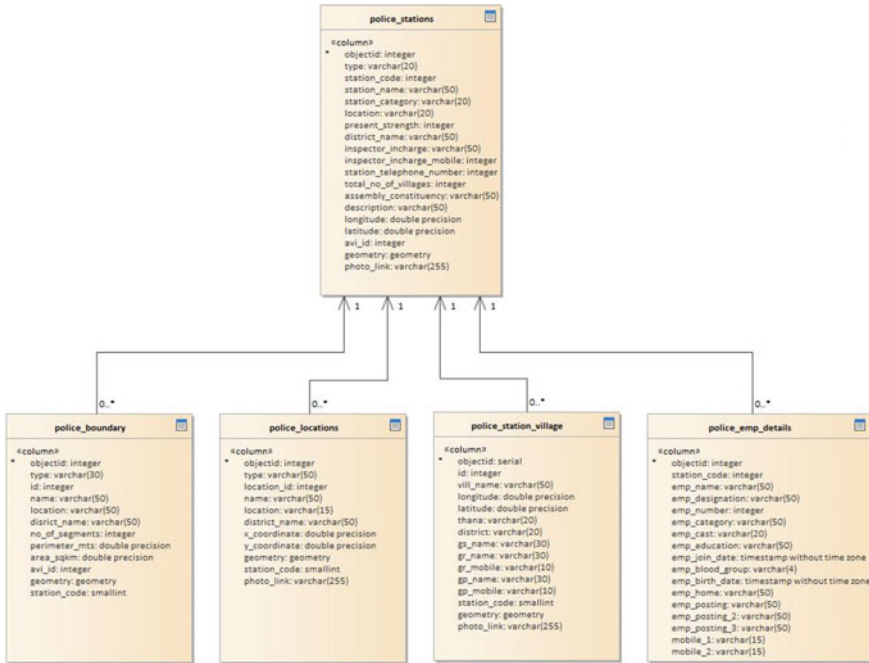 police_stations
«column»
* objectid: integer
type: varchar(20)
station_code: integer
station_name: varchar(50)
station_category: varchar(20)
location: varchar(20)
present_strength: integer
district_name: varchar(50)
inspector_incharge: varchar(50)
inspector_incharge_mobile: integer
station_telephone_number: integer
total_no_of_villages: integer
assembly_constituency: varchar(50)
description: varchar(50)
longitude: double precision
latitude: double precision
avi_id: integer
geometry: geometry
photo_link: varchar(255)
1
1
1
1
0..*
0..*
0..*
0..*
police_boundary
«column»
* objectid: integer
type: varchar(30)
id: integer
name: varchar(50)
location: varchar(50)
disrict_name: varchar(50)
no_of_segments: integer
perimeter_mts: double precision
area_sqkm: double precision
avi_id: integer
geometry: geometry
station_code: smallint
police_locations
«column»
* objectid: integer
type: varchar(50)
location_id: integer
name: varchar(50)
location: varchar(15)
district_name: varchar(50)
x_coordinate: double precision
y_coordinate: double precision
geometry: geometry
station_code: smallint
photo_link: varchar(255)
police_station_village
«column»
* objectid: serial
id: integer
vill_name: varchar(50)
longitude: double precision
latitude: double precision
thana: varchar(20)
district: varchar(20)
gs_name: varchar(30)
gr_name: varchar(30)
gr_mobile: varchar(10)
gp_name: varchar(30)
gp_mobile: varchar(10)
station_code: smallint
geometry: geometry
photo_link: varchar(255)
police_emp_details
«column»
* objectid: integer
station_code: integer
emp_name: varchar(50)
emp_designation: varchar(50)
emp_number: integer
emp_category: varchar(50)
emp_cast: varchar(20)
emp_education: varchar(50)
emp_join_date: timestamp without time zone
emp_blood_group: varchar(4)
emp_birth_date: timestamp without time zone
emp_home: varchar(50)
emp_posting: varchar(50)
emp_posting_2: varchar(50)
emp_posting_3: varchar(50)
mobile_1: varchar(15)
mobile_2: varchar(15)